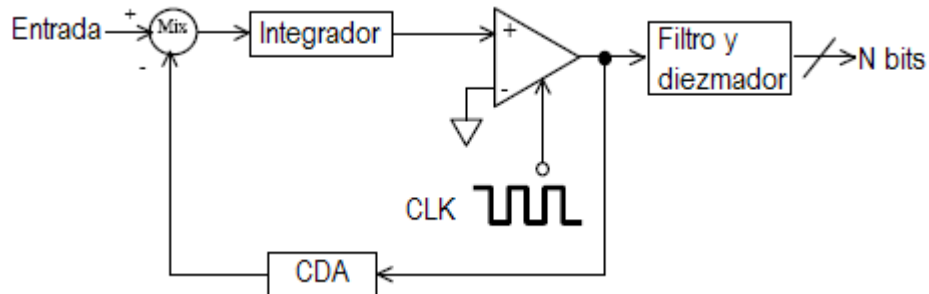 Entrada
+
Mix
-
Integrador
+
-
Filtro y
diezmador
N bits
CLK
CDA